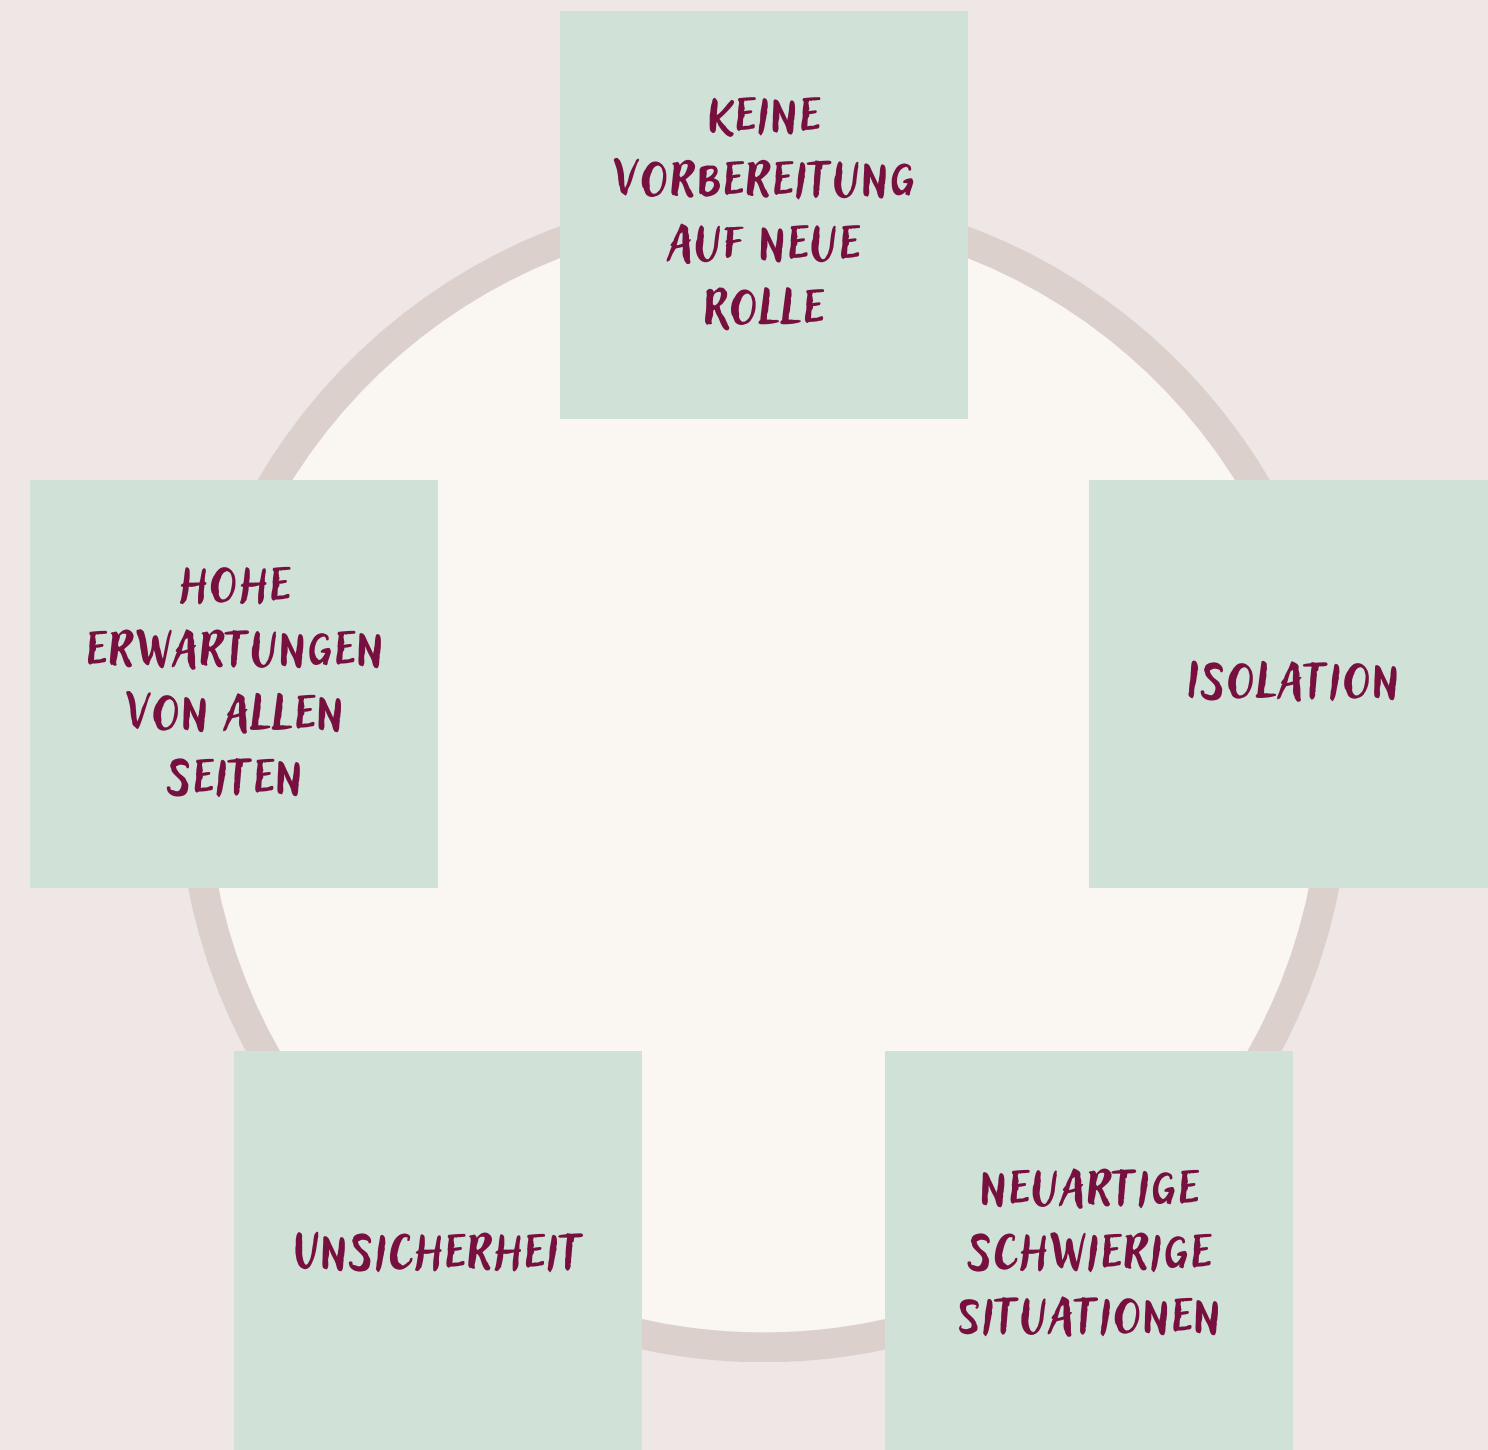 KEINE
VORBEREITUNG
AUF NEUE
ROLLE
HOHE
ERWARTUNGEN
VON ALLEN
SEITEN
ISOLATION
UNSICHERHEIT
NEUARTIGE
SCHWIERIGE
SITUATIONEN